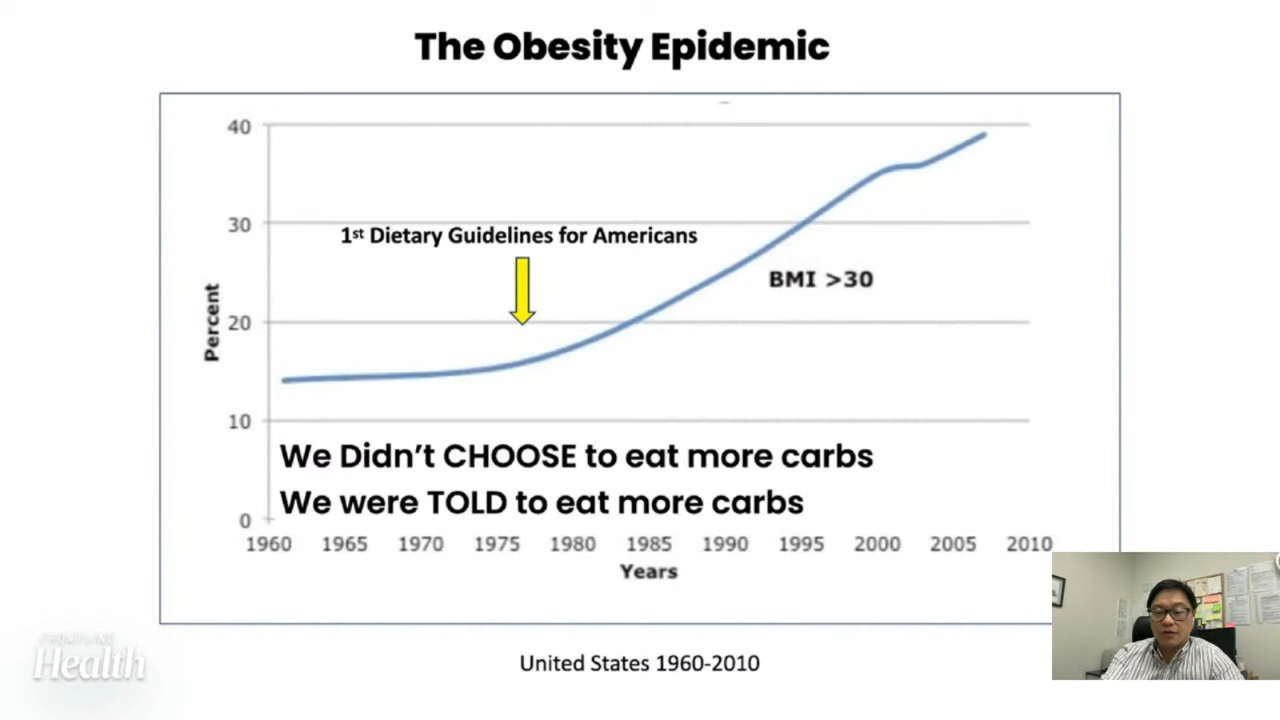 The Obesity Epidemic
40
30
20
10
0
Percent
1st Dietary Guidelines for Americans
BMI >30
We Didn't CHOOSE to eat more carbs
We were TOLD to eat more carbs
1960 1965 1970 1975 1980 1985 1990 1995 2000 2005 2010
Years
United States 1960-2010
Health